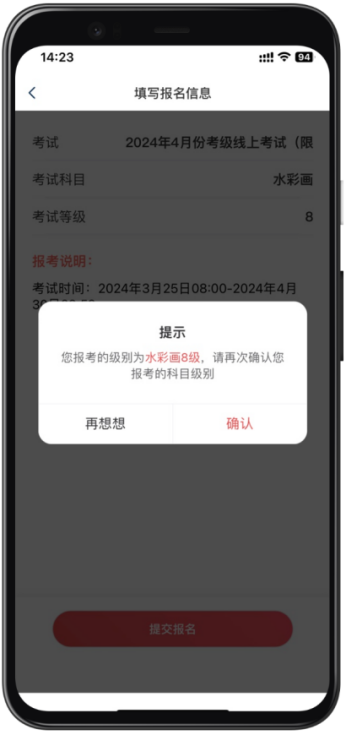 14:23
94
填写报名信息
考试 2024年4月份考级线上考试（限
考试科目 水彩画
考试等级 8
报考说明：
考试时间：2024年3月25日08:00-2024年4月
提示
您报考的级别为水彩画8级，请再次确认您
报考的科目级别
再想想 确认
提交报名